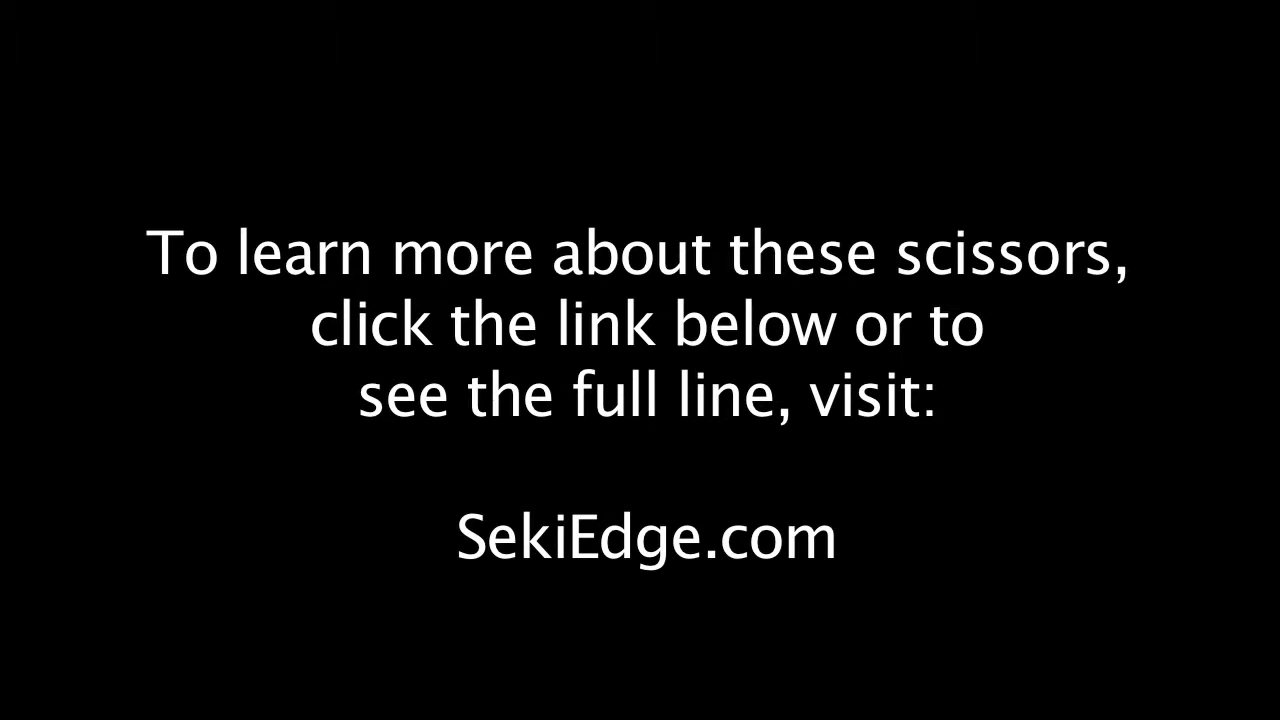 To learn more about these scissors,
click the link below or to
see the full line, visit:
SekiEdge.com